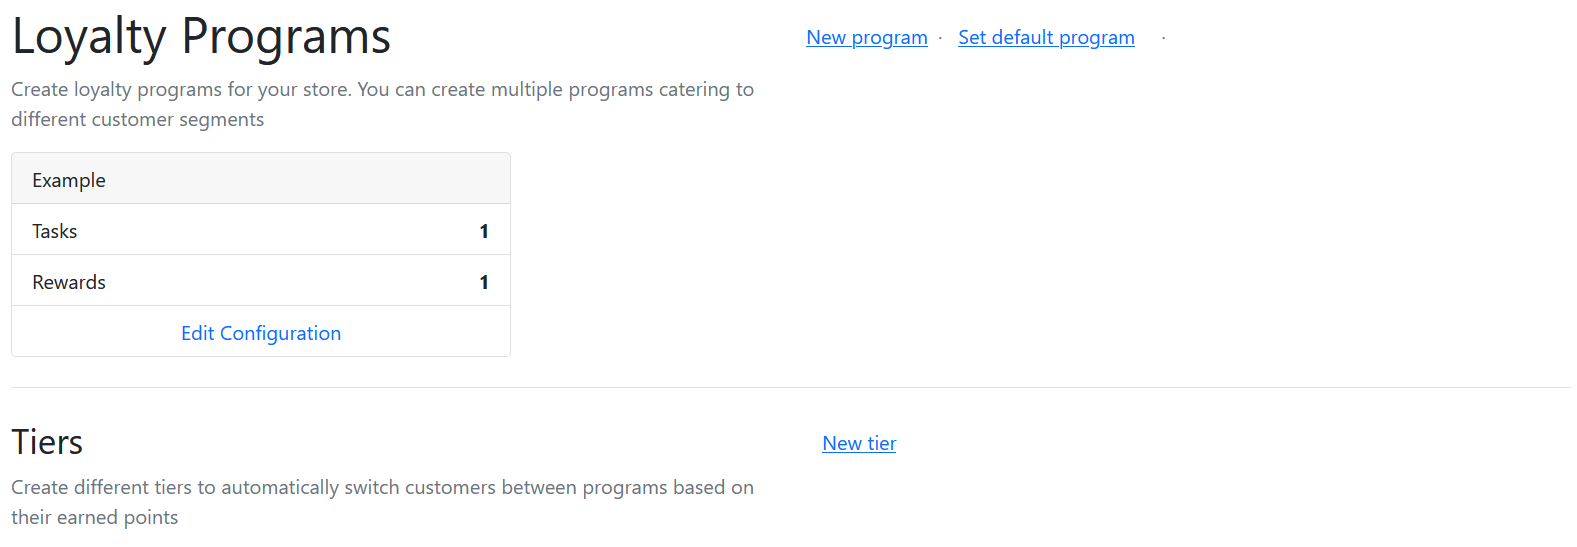 Loyalty Programs
New program · Set default program ·
Create loyalty programs for your store. You can create multiple programs catering to
different customer segments
Example
Tasks 1
Rewards 1
Edit Configuration
Tiers
New tier
Create different tiers to automatically switch customers between programs based on
their earned points